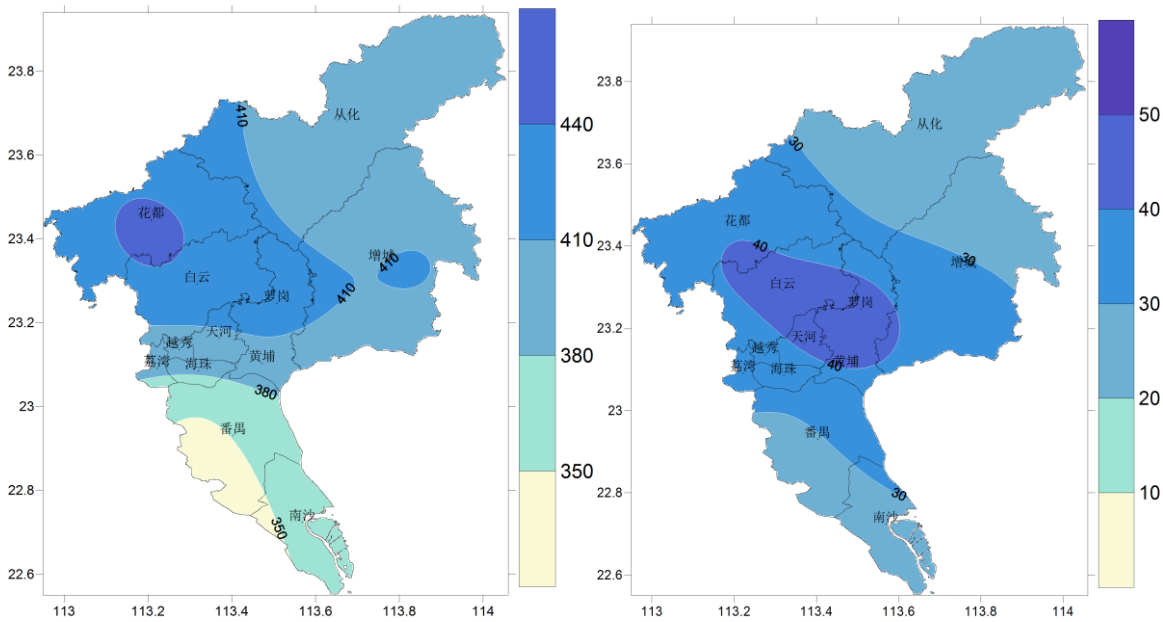 23.8
23.6
23.4
23.2
23
22.8
22.6
113
113.2
113.4
113.6
113.8
114
410
从化
花都
增城
410
白云
萝岗
410
天河
越秀
黄埔
荔湾
海珠
380
番禺
南沙
350
440
410
380
350
23.8
23.6
23.4
23.2
23
22.8
22.6
113
113.2
113.4
113.6
113.8
114
从化
30
花都
40
30
增城
白云
萝岗
天河
越秀
黄埔
荔湾
海珠
40
番禺
30
南沙
50
40
30
20
10